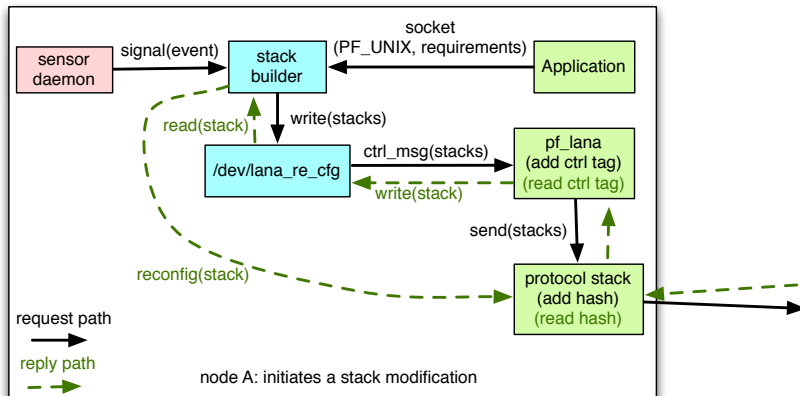 socket
(PF_UNIX, requirements)
signal(event)
sensor
daemon
stack
builder
Application
read(stack)
write(stacks)
ctrl_msg(stacks)
/dev/lana_re_cfg
pf_lana
(add ctrl tag)
(read ctrl tag)
write(stack)
send(stacks)
reconfig(stack)
protocol stack
(add hash)
(read hash)
request path
reply path
node A: initiates a stack modification